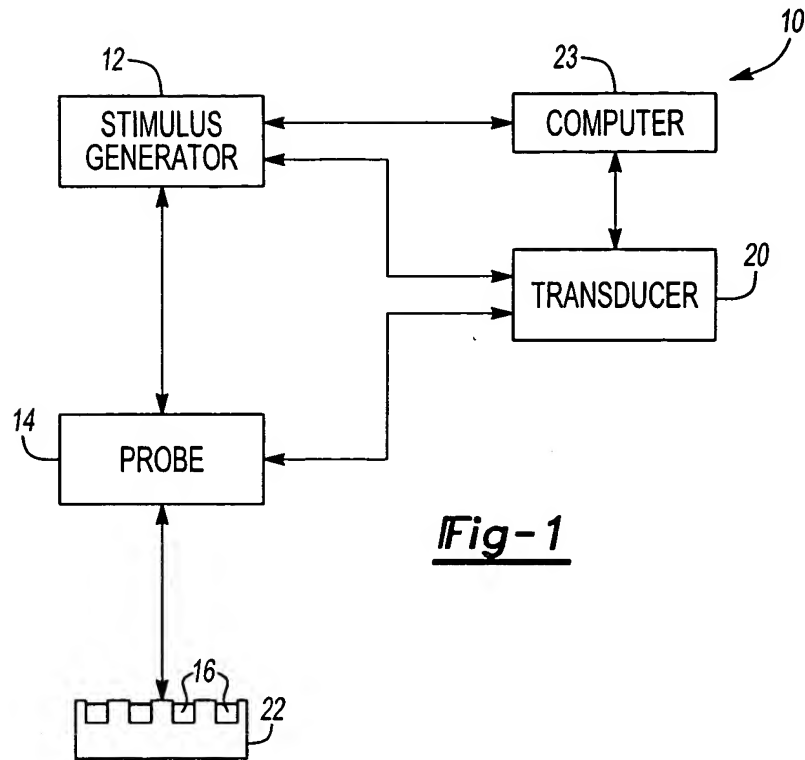 10
12
23
STIMULUS
GENERATOR
COMPUTER
20
TRANSDUCER
14
PROBE
Fig-1
16
22